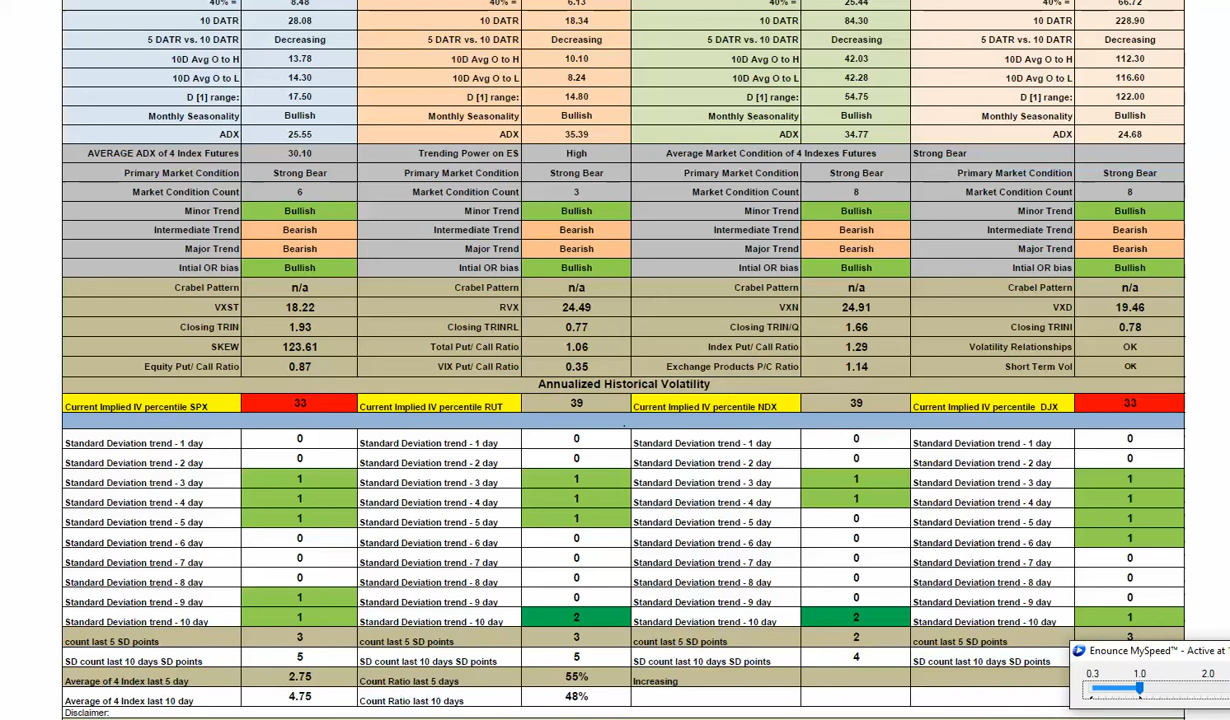 40% = 8.48 40% = 6.13 40% = 25.44 40% = 66.72
10 DATR 28.08 10 DATR 18.34 10 DATR 84.30 10 DATR 228.90
5 DATR vs. 10 DATR Decreasing 5 DATR vs. 10 DATR Decreasing 5 DATR vs. 10 DATR Decreasing 5 DATR vs. 10 DATR Decreasing
10D Avg O to H 13.78 10D Avg O to H 10.10 10D Avg O to H 42.03 10D Avg O to H 112.30
10D Avg O to L 14.30 10D Avg O to L 8.24 10D Avg O to L 42.28 10D Avg O to L 116.60
D [1] range: 17.50 D [1] range: 14.80 D [1] range: 54.75 D [1] range: 122.00
Monthly Seasonality Bullish Monthly Seasonality Bullish Monthly Seasonality Bullish Monthly Seasonality Bullish
ADX 25.55 ADX 35.39 ADX 34.77 ADX 24.68
AVERAGE ADX of 4 Index Futures 30.10 Trending Power on ES High Average Market Condition of 4 Indexes Futures Strong Bear
Primary Market Condition Strong Bear Primary Market Condition Strong Bear Primary Market Condition Strong Bear Primary Market Condition Strong Bear
Market Condition Count 6 Market Condition Count 3 Market Condition Count 8 Market Condition Count 8
Minor Trend Bullish Minor Trend Bullish Minor Trend Bullish Minor Trend Bullish
Intermediate Trend Bearish Intermediate Trend Bearish Intermediate Trend Bearish Intermediate Trend Bearish
Major Trend Bearish Major Trend Bearish Major Trend Bearish Major Trend Bearish
Intial OR bias Bullish Intial OR bias Bullish Intial OR bias Bullish Intial OR bias Bullish
Crabel Pattern n/a Crabel Pattern n/a Crabel Pattern n/a Crabel Pattern n/a
VXST 18.22 RVX 24.49 VXN 24.91 VXD 19.46
Closing TRIN 1.93 Closing TRINRL 0.77 Closing TRIN/Q 1.66 Closing TRINI 0.78
SKEW 123.61 Total Put/ Call Ratio 1.06 Index Put/ Call Ratio 1.29 Volatility Relationships OK
Equity Put/ Call Ratio 0.87 VIX Put/ Call Ratio 0.35 Exchange Products P/C Ratio 1.14 Short Term Vol OK
Annualized Historical Volatility
Current Implied IV percentile SPX 33 Current Implied IV percentile RUT 39 Current Implied IV percentile NDX 39 Current Implied IV percentile DJX 33
Standard Deviation trend - 1 day 0 Standard Deviation trend - 1 day 0 Standard Deviation trend - 1 day 0 Standard Deviation trend - 1 day 0
Standard Deviation trend - 2 day 0 Standard Deviation trend - 2 day 0 Standard Deviation trend - 2 day 0 Standard Deviation trend - 2 day 0
Standard Deviation trend - 3 day 1 Standard Deviation trend - 3 day 1 Standard Deviation trend - 3 day 1 Standard Deviation trend - 3 day 1
Standard Deviation trend - 4 day 1 Standard Deviation trend - 4 day 1 Standard Deviation trend - 4 day 1 Standard Deviation trend - 4 day 1
Standard Deviation trend - 5 day 1 Standard Deviation trend - 5 day 1 Standard Deviation trend - 5 day 0 Standard Deviation trend - 5 day 1
Standard Deviation trend - 6 day 0 Standard Deviation trend - 6 day 0 Standard Deviation trend - 6 day 0 Standard Deviation trend - 6 day 1
Standard Deviation trend - 7 day 0 Standard Deviation trend - 7 day 0 Standard Deviation trend - 7 day 0 Standard Deviation trend - 7 day 0
Standard Deviation trend - 8 day 0 Standard Deviation trend - 8 day 0 Standard Deviation trend - 8 day 0 Standard Deviation trend - 8 day 0
Standard Deviation trend - 9 day 1 Standard Deviation trend - 9 day 0 Standard Deviation trend - 9 day 0 Standard Deviation trend - 9 day 0
Standard Deviation trend - 10 day 1 Standard Deviation trend - 10 day 2 Standard Deviation trend - 10 day 2 Standard Deviation trend - 10 day 1
count last 5 SD points 3 count last 5 SD points 3 count last 5 SD points 2 count last 5 SD points 3
SD count last 10 days SD points 5 SD count last 10 days SD points 5 SD count last 10 days SD points 4 SD count last 10 days SD points
Average of 4 Index last 5 day 2.75 Count Ratio last 5 days 55% Increasing
Average of 4 Index last 10 day 4.75 Count Ratio last 10 days 48%
Disclaimer:
Enounce MySpeed™ - Active at
0.3 1.0 2.0